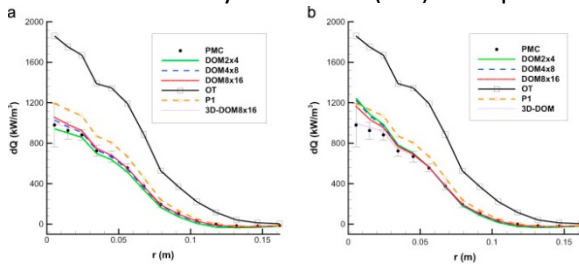 a
b
2000
1600
1200
800
400
0
dQ (kW/m³)
0
0.05
0.1
0.15
r (m)
PMC
DOM2x4
DOM4x8
DOM8x16
OT
P1
3D-DOM8x16
2000
1600
1200
800
400
0
dQ (kW/m³)
0
0.05
0.1
0.15
r (m)
PMC
DOM2x4
DOM4x8
DOM8x16
OT
P1
3D-DOM